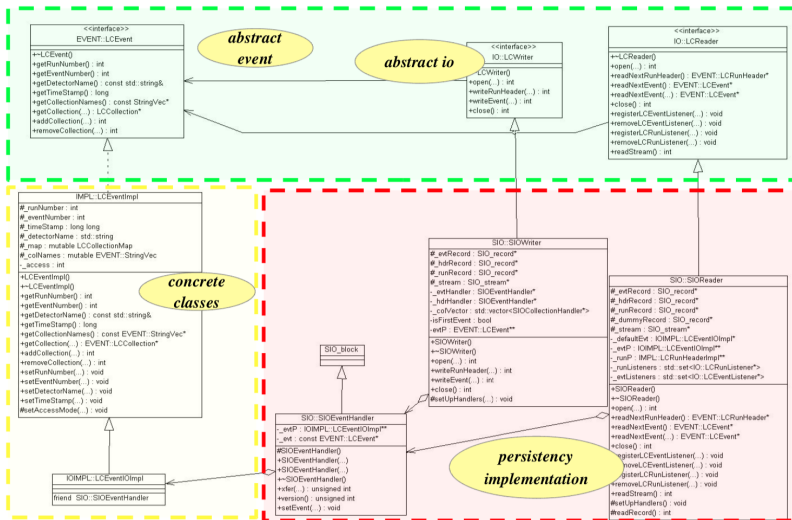 <<interface>>
EVENT::LCEvent
+~LCEvent()
+getRunNumber() : int
+getEventNumber() : int
+getDetectorName() : const std::string&
+getTimeStamp() : long
+getCollectionNames() : const StringVec*
+getCollection(...) : LCCollection*
+addCollection(...) : int
+removeCollection(...) : int
abstract
event
abstract io
<<interface>>
IO::LCWriter
~LCWriter()
+open(...) : int
+writeRunHeader(...) : int
+writeEvent(...) : int
+close() : int
<<interface>>
IO::LCReader
+~LCReader()
+open(...) : int
+readNextRunHeader() : EVENT::LCRunHeader*
+readNextEvent() : EVENT::LCEvent*
+readNextEvent(...) : EVENT::LCEvent*
+close() : int
+registerLCEventListener(...) : void
+removeLCEventListener(...) : void
+registerLCRunListener(...) : void
+removeLCRunListener(...) : void
+readStream() : int
IMPL::LCEventImpl
#_runNumber : int
#_eventNumber : int
#_timeStamp : long long
#_detectorName : std::string
#_map : mutable LCCollectionMap
#_colNames : mutable EVENT::StringVec
-_access : int
+LCEventImpl()
+~LCEventImpl()
+getRunNumber() : int
+getEventNumber() : int
+getDetectorName() : const std::string&
+getTimeStamp() : long
+getCollectionNames() : const EVENT::StringVec*
+getCollection(...) : EVENT::LCCollection*
+addCollection(...) : int
+removeCollection(...) : int
+setRunNumber(...) : void
+setEventNumber(...) : void
+setDetectorName(...) : void
+setTimeStamp(...) : void
#setAccessMode(...) : void
concrete
classes
IOIMPL::LCEventIOImpl
friend SIO::SIOEventHandler
SIO_block
SIO::SIOEventHandler
-_evtP : IOIMPL::LCEventIOImpl**
-_evt : const EVENT::LCEvent*
#SIOEventHandler()
+SIOEventHandler(...)
+SIOEventHandler(...)
+~SIOEventHandler()
+xfer(...) : unsigned int
+version() : unsigned int
+setEvent(...) : void
SIO::SIOWriter
#_evtRecord : SIO_record*
#_hdrRecord : SIO_record*
#_runRecord : SIO_record*
#_stream : SIO_stream*
-_evtHandler : SIOEventHandler*
-_hdrHandler : SIOEventHandler*
-_colVector : std::vector<SIOCollectionHandler*>
-isFirstEvent : bool
-evtP : EVENT::LCEvent**
+SIOWriter()
+~SIOWriter()
+open(...) : int
+writeRunHeader(...) : int
+writeEvent(...) : int
+close() : int
#setUpHandlers(...) : void
SIO::SIOReader
#_evtRecord : SIO_record*
#_hdrRecord : SIO_record*
#_runRecord : SIO_record*
#_dummyRecord : SIO_record*
#_stream : SIO_stream*
-_defaultEvt : IOIMPL::LCEventIOImpl*
-_evtP : IOIMPL::LCEventIOImpl**
-_runP : IMPL::LCRunHeaderImpl**
-_runListeners : std::set<IO::LCRunListener*>
-_evtListeners : std::set<IO::LCEventListener*>
+SIOReader()
+~SIOReader()
+open(...) : int
+readNextRunHeader() : EVENT::LCRunHeader*
+readNextEvent() : EVENT::LCEvent*
+readNextEvent(...) : EVENT::LCEvent*
+close() : int
registerLCEventListener(...) : void
removeLCEventListener(...) : void
registerLCRunListener(...) : void
+removeLCRunListener(...) : void
+readStream() : int
#setUpHandlers() : void
#readRecord() : int
persistency
implementation